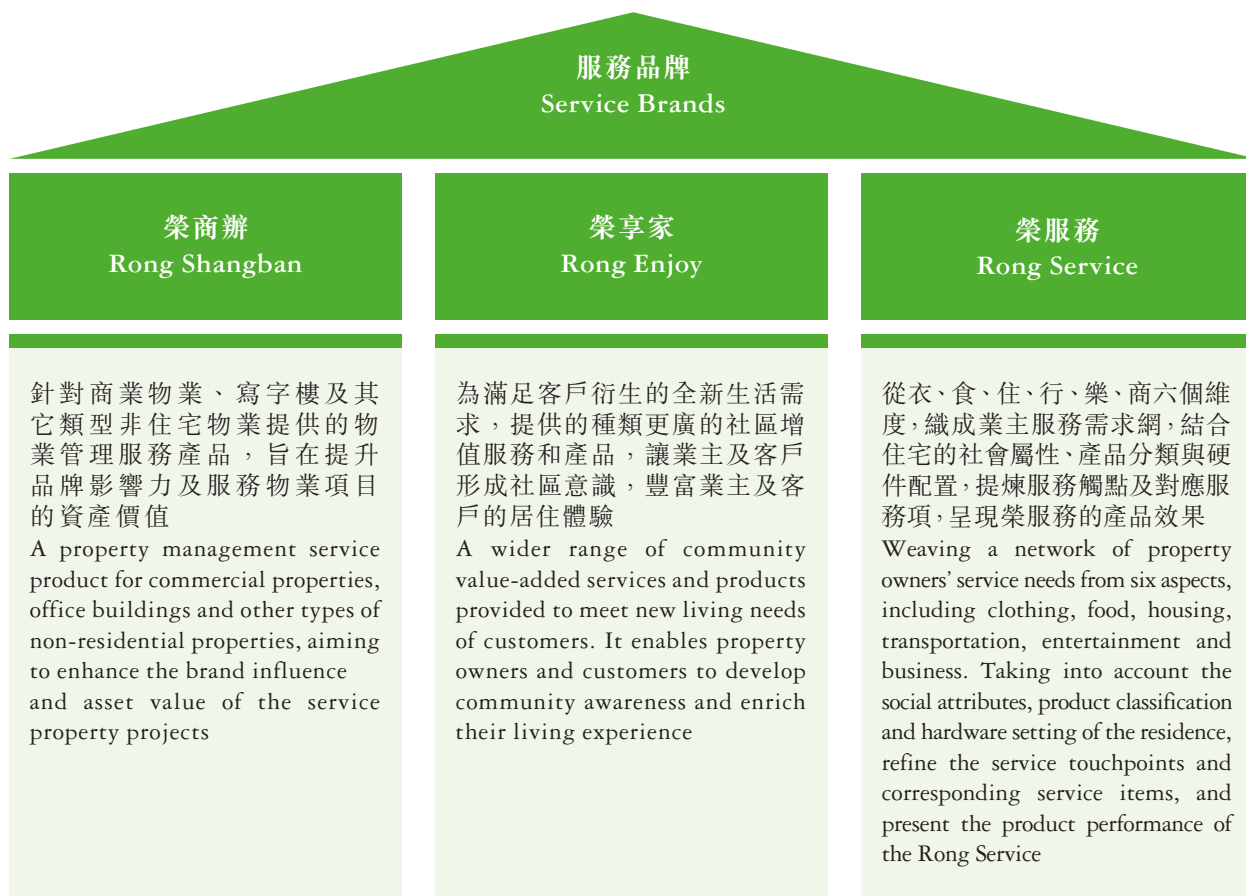 服務品牌
Service Brands
榮商辦
Rong Shangban
針對商業物業、寫字樓及其
它類型非住宅物業提供的物
業管理服務產品，旨在提升
品牌影響力及服務物業項目
的資產價值
A property management service
product for commercial properties,
office buildings and other types of
non-residential properties, aiming
to enhance the brand influence
and asset value of the service
property projects
榮享家
Rong Enjoy
為滿足客戶衍生的全新生活需
求，提供的種類更廣的社區增
值服務和產品，讓業主及客戶
形成社區意識，豐富業主及客
戶的居住體驗
A wider range of community
value-added services and products
provided to meet new living needs
of customers. It enables property
owners and customers to develop
community awareness and enrich
their living experience
榮服務
Rong Service
從衣、食、住、行、樂、商六個維
度，織成業主服務需求網，結合
住宅的社會屬性、產品分類與硬
件配置，提煉服務觸點及對應服
務項，呈現榮服務的產品效果
Weaving a network of property
owners’ service needs from six aspects,
including clothing, food, housing,
transportation, entertainment and
business. Taking into account the
social attributes, product classification
and hardware setting of the residence,
refine the service touchpoints and
corresponding service items, and
present the product performance of
the Rong Service